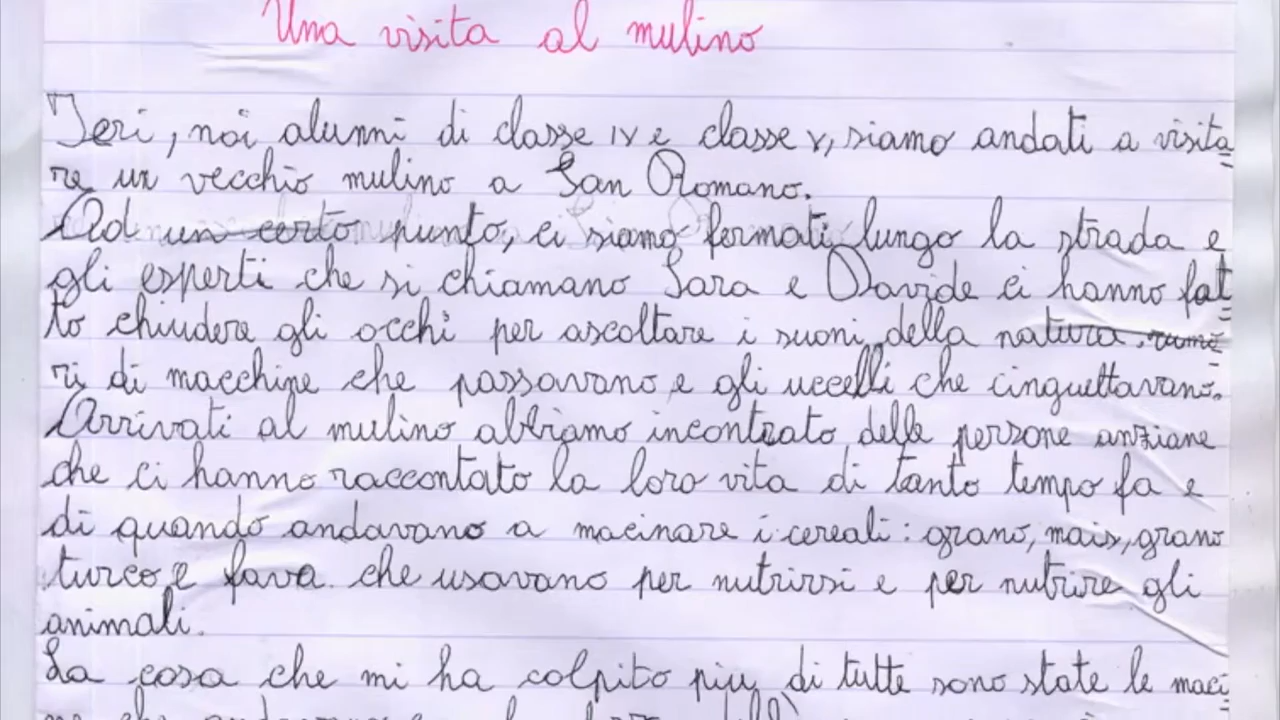 Una visita al mulino
Ieri, noi alunni di classe IV e classe V, siamo andati a visita
re un vecchio mulino a San Romano.
Ad un certo punto, ci siamo fermati lungo la strada e
gli esperti che si chiamano Sara e Davide ci hanno fat
to chiudere gli occhi per ascoltare i suoni della natura, rumo
ri di macchine che passavano e gli uccelli che cinguettavano.
Arrivati al mulino abbiamo incontrato delle persone anziane
che ci hanno raccontato la loro vita di tanto tempo fa e
di quando andavano a macinare i cereali: grano, mais, grano
turco e fava che usavano per nutrirsi e per nutrire gli
animali.
La cosa che mi ha colpito più di tutte sono state le maci
ne che